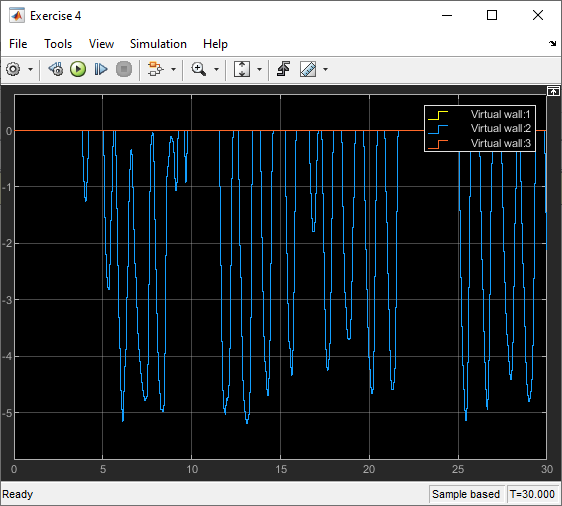 Exercise 4
File Tools View Simulation Help
Virtual wall:1
Virtual wall:2
Virtual wall:3
0
-1
-2
-3
-4
-5
0 5 10 15 20 25 30
Ready Sample based T=30.000